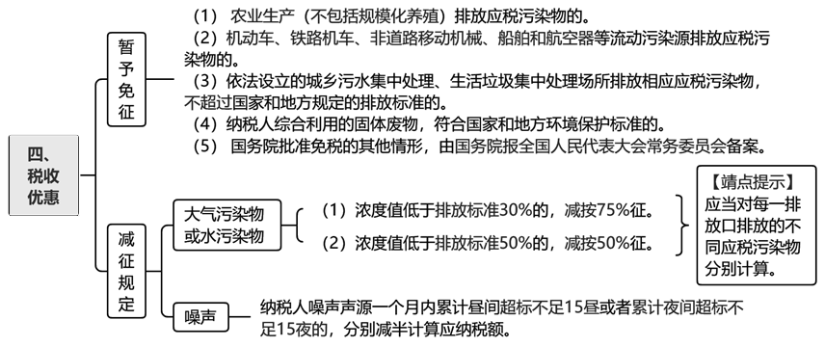 四、
税收
优惠
暂
予
免
征
（1） 农业生产（不包括规模化养殖）排放应税污染物的。
（2）机动车、铁路机车、非道路移动机械、船舶和航空器等流动污染源排放应税污
染物的。
（3）依法设立的城乡污水集中处理、生活垃圾集中处理场所排放相应应税污染物，
不超过国家和地方规定的排放标准的。
（4）纳税人综合利用的固体废物，符合国家和地方环境保护标准的。
（5） 国务院批准免税的其他情形，由国务院报全国人民代表大会常务委员会备案。
减
征
规
定
大气污染物
或水污染物
（1）浓度值低于排放标准30%的，减按75%征。
（2）浓度值低于排放标准50%的，减按50%征。
【靖点提示】
应当对每一排
放口排放的不
同应税污染物
分别计算。
噪声
纳税人噪声声源一个月内累计昼间超标不足15昼或者累计夜间超标不
足15夜的，分别减半计算应纳税额。